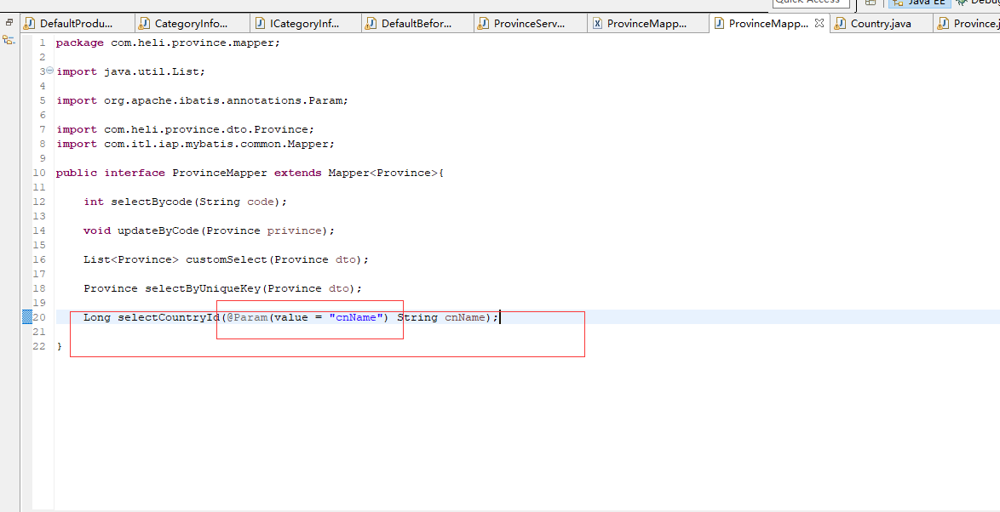 Quick Access
Java EE
Debug
DefaultProdu...
CategoryInfo...
ICategoryInf...
DefaultBefor...
ProvinceServ...
ProvinceMapp...
ProvinceMapp...
Country.java
Province.j
1 package com.heli.province.mapper;
2
3 import java.util.List;
4
5 import org.apache.ibatis.annotations.Param;
6
7 import com.heli.province.dto.Province;
8 import com.itl.iap.mybatis.common.Mapper;
9
10 public interface ProvinceMapper extends Mapper<Province>{
11
12 int selectBycode(String code);
13
14 void updateByCode(Province privince);
15
16 List<Province> customSelect(Province dto);
17
18 Province selectByUniqueKey(Province dto);
19
20 Long selectCountryId(@Param(value = "cnName") String cnName);
21
22 }